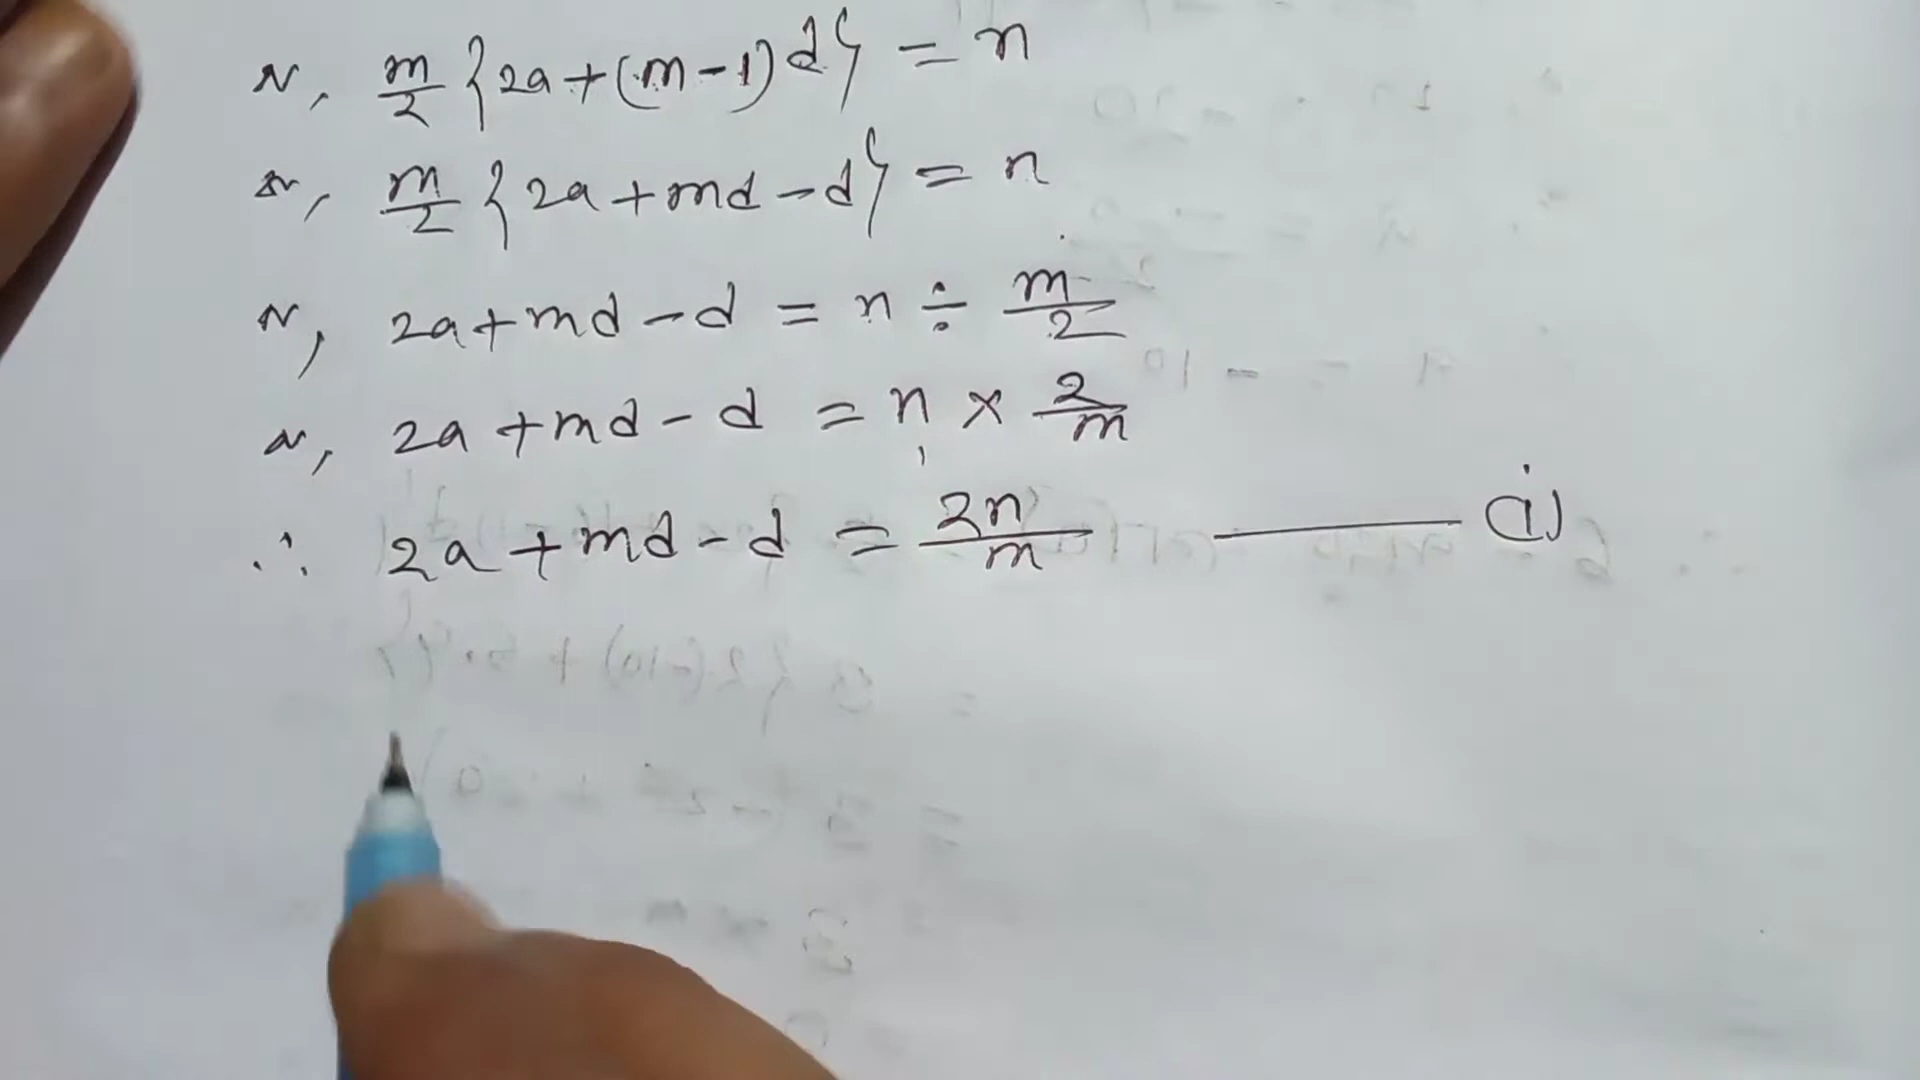 বা, m/2 {2a+(m-1)d} = n
বা, m/2 {2a+md-d} = n
বা, 2a+md-d = n ÷ m/2
বা, 2a+md-d = n × 2/m
∴ 2a+md-d = 2n/m ——— (i)